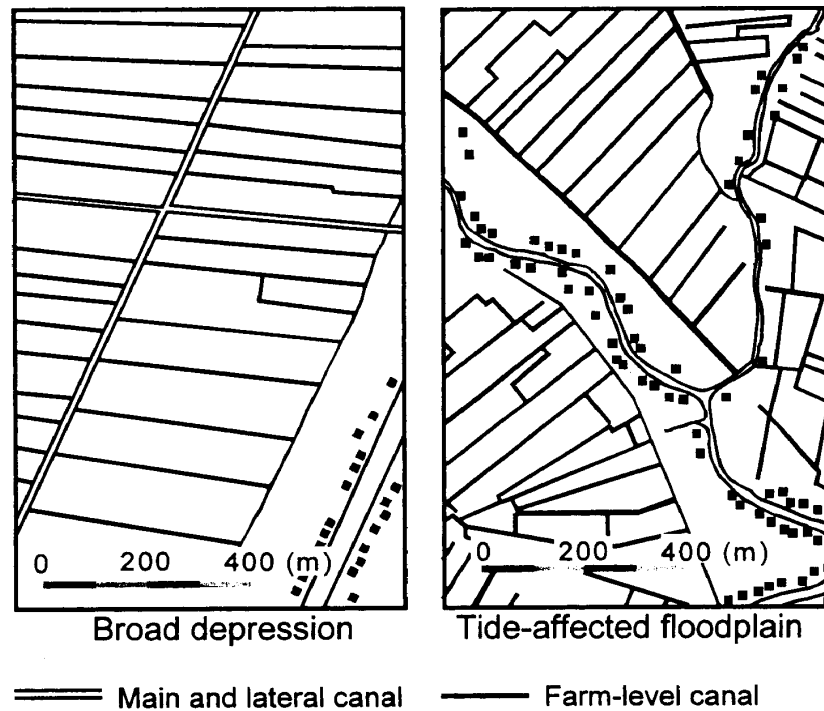 0 200 400 (m)
0 200 400 (m)
Broad depression
Tide-affected floodplain
Main and lateral canal
Farm-level canal